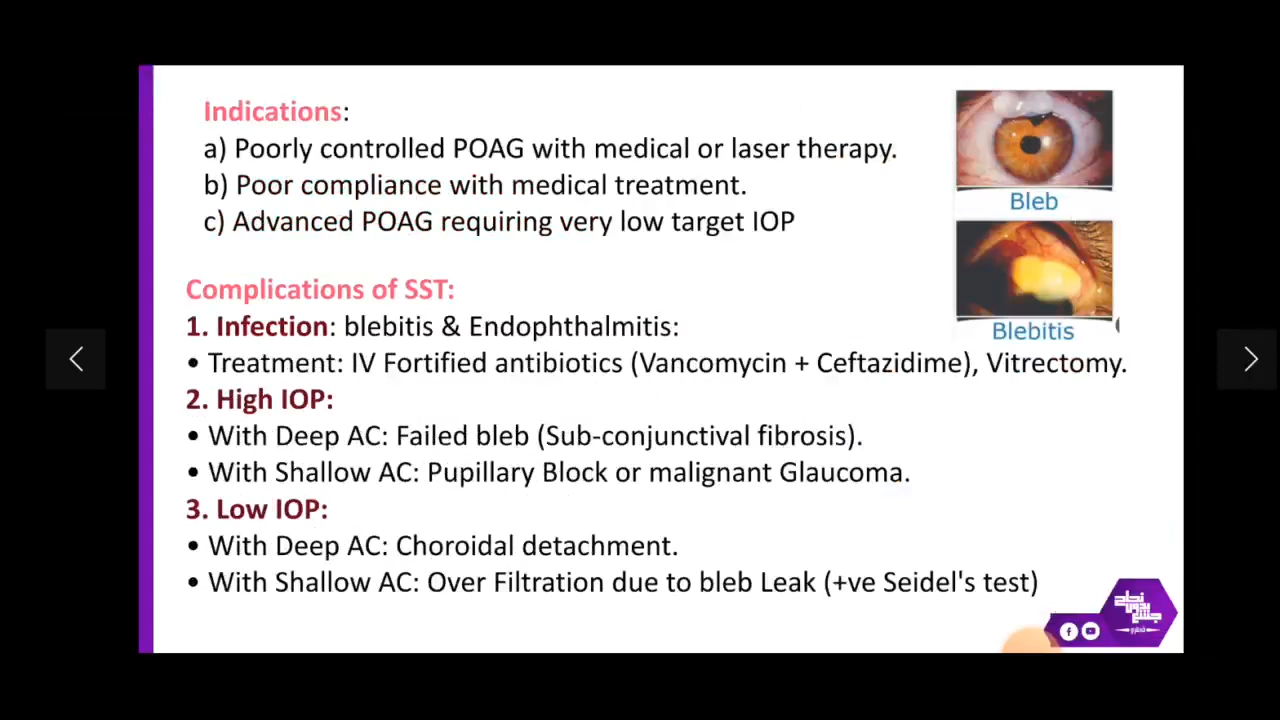 Indications:
a) Poorly controlled POAG with medical or laser therapy.
b) Poor compliance with medical treatment.
c) Advanced POAG requiring very low target IOP
Bleb
Complications of SST:
1. Infection: blebitis & Endophthalmitis:
Blebitis
• Treatment: IV Fortified antibiotics (Vancomycin + Ceftazidime), Vitrectomy.
2. High IOP:
• With Deep AC: Failed bleb (Sub-conjunctival fibrosis).
• With Shallow AC: Pupillary Block or malignant Glaucoma.
3. Low IOP:
• With Deep AC: Choroidal detachment.
• With Shallow AC: Over Filtration due to bleb Leak (+ve Seidel's test)